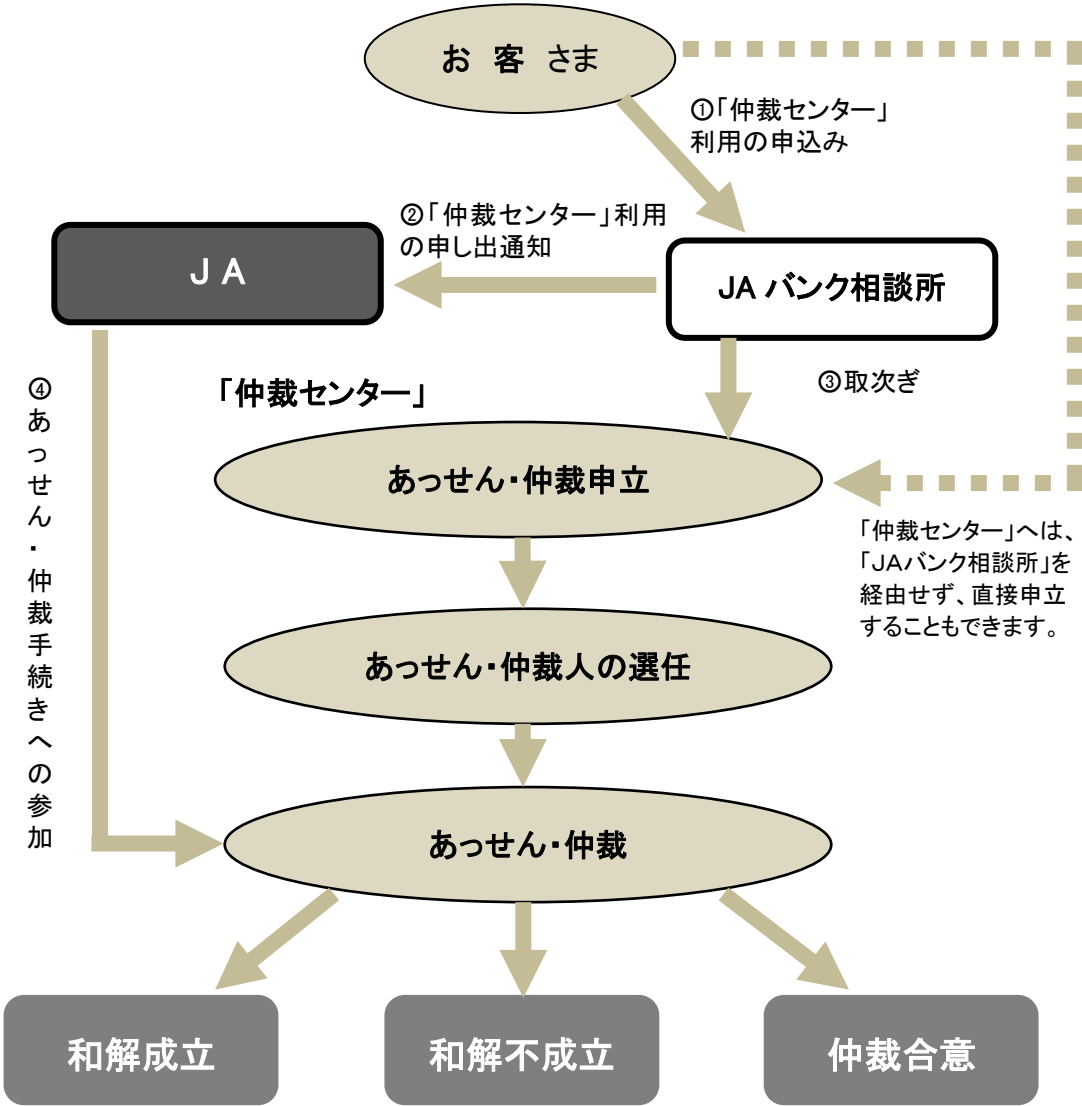 お 客 さま
①「仲裁センター」
利用の申込み
②「仲裁センター」利用
の申し出通知
JA
JA バンク相談所
③取次ぎ
④あっせん・仲裁手続きへの参加
「仲裁センター」
あっせん・仲裁申立
「仲裁センター」へは、
「JAバンク相談所」を
経由せず、直接申立
することもできます。
あっせん・仲裁人の選任
あっせん・仲裁
和解成立
和解不成立
仲裁合意